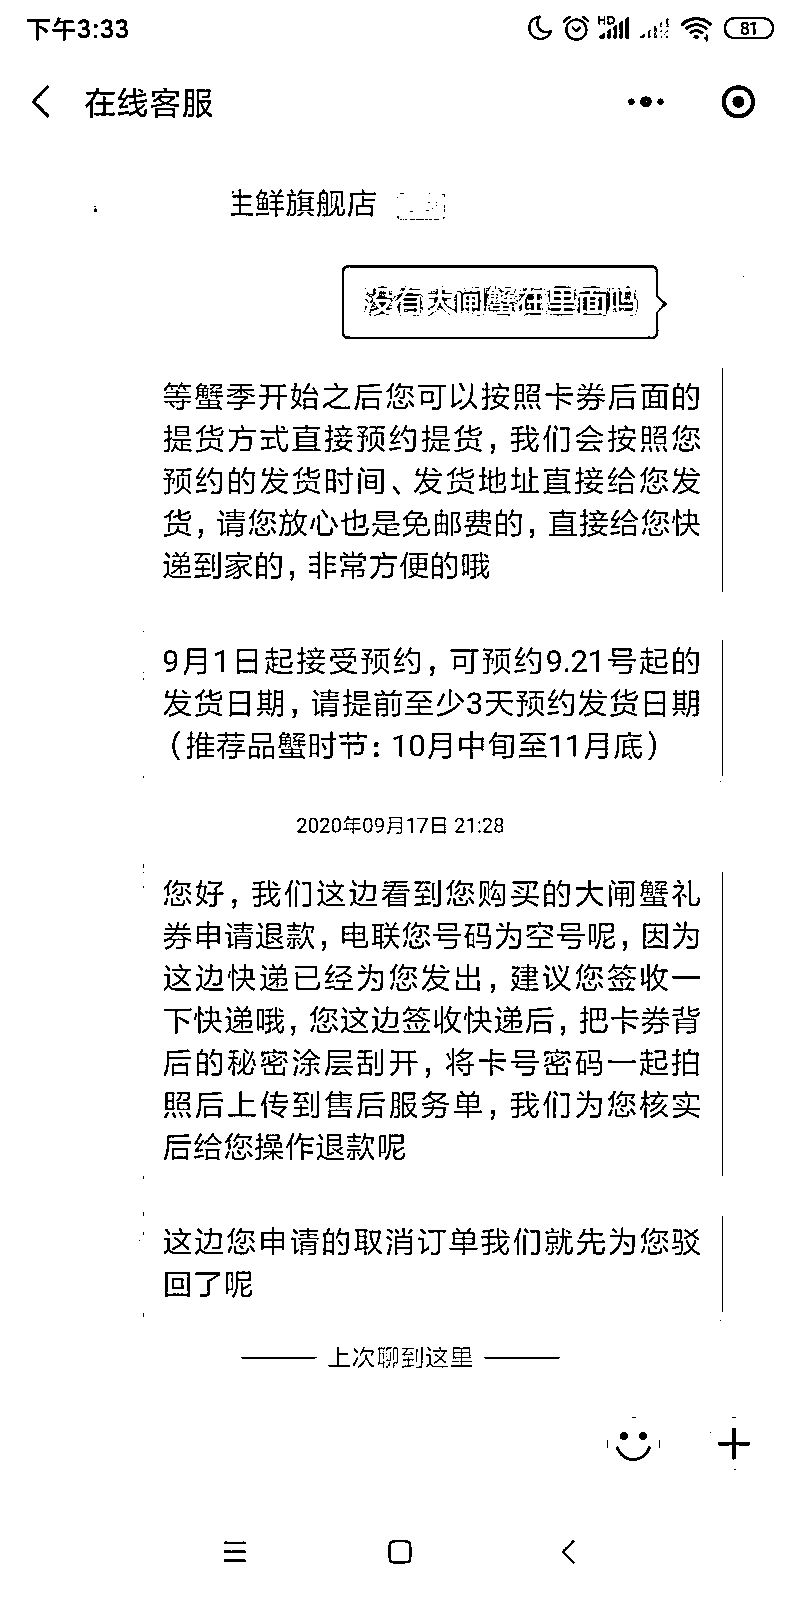 下午3:33
HD
81
在线客服
生鲜旗舰店
没有大闸蟹在里面吗
等蟹季开始之后您可以按照卡券后面的
提货方式直接预约提货，我们会按照您
预约的发货时间、发货地址直接给您发
货，请您放心也是免邮费的，直接给您快
递到家的，非常方便的哦
9月1日起接受预约，可预约9.21号起的
发货日期，请提前至少3天预约发货日期
（推荐品蟹时节：10月中旬至11月底）
2020年09月17日 21:28
您好，我们这边看到您购买的大闸蟹礼
券申请退款，电联您号码为空号呢，因为
这边快递已经为您发出，建议您签收一
下快递哦，您这边签收快递后，把卡券背
后的秘密涂层刮开，将卡号密码一起拍
照后上传到售后服务单，我们为您核实
后给您操作退款呢
这边您申请的取消订单我们就先为您驳
回了呢
上次聊到这里